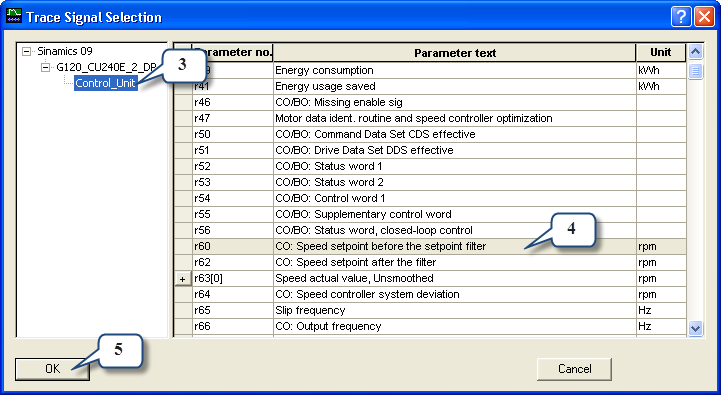 Trace Signal Selection
Sinamics 09
G120_CU240E_2_DP
Control_Unit
3
Parameter no. Parameter text Unit
Energy consumption kWh
r41 Energy usage saved kWh
r46 CO/BO: Missing enable sig
r47 Motor data ident. routine and speed controller optimization
r50 CO/BO: Command Data Set CDS effective
r51 CO/BO: Drive Data Set DDS effective
r52 CO/BO: Status word 1
r53 CO/BO: Status word 2
r54 CO/BO: Control word 1
r55 CO/BO: Supplementary control word
r56 CO/BO: Status word, closed-loop control
4
r60 CO: Speed setpoint before the setpoint filter rpm
r62 CO: Speed setpoint after the filter rpm
r63[0] Speed actual value, Unsmoothed rpm
r64 CO: Speed controller system deviation rpm
r65 Slip frequency Hz
r66 CO: Output frequency Hz
5
OK Cancel